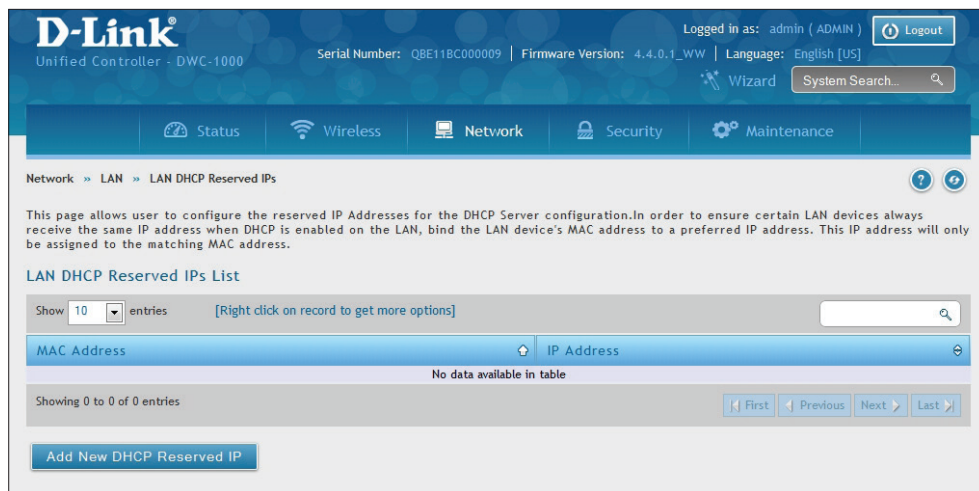 D-Link®
Unified Controller - DWC-1000
Logged in as: admin ( ADMIN )
Logout
Serial Number: QBE11BC000009 | Firmware Version: 4.4.0.1_WW | Language: English [US]
Wizard
System Search...
Status
Wireless
Network
Security
Maintenance
Network » LAN » LAN DHCP Reserved IPs
?
This page allows user to configure the reserved IP Addresses for the DHCP Server configuration.In order to ensure certain LAN devices always
receive the same IP address when DHCP is enabled on the LAN, bind the LAN device's MAC address to a preferred IP address. This IP address will only
be assigned to the matching MAC address.
LAN DHCP Reserved IPs List
Show 10 entries
[Right click on record to get more options]
MAC Address
IP Address
No data available in table
Showing 0 to 0 of 0 entries
First
Previous
Next
Last
Add New DHCP Reserved IP